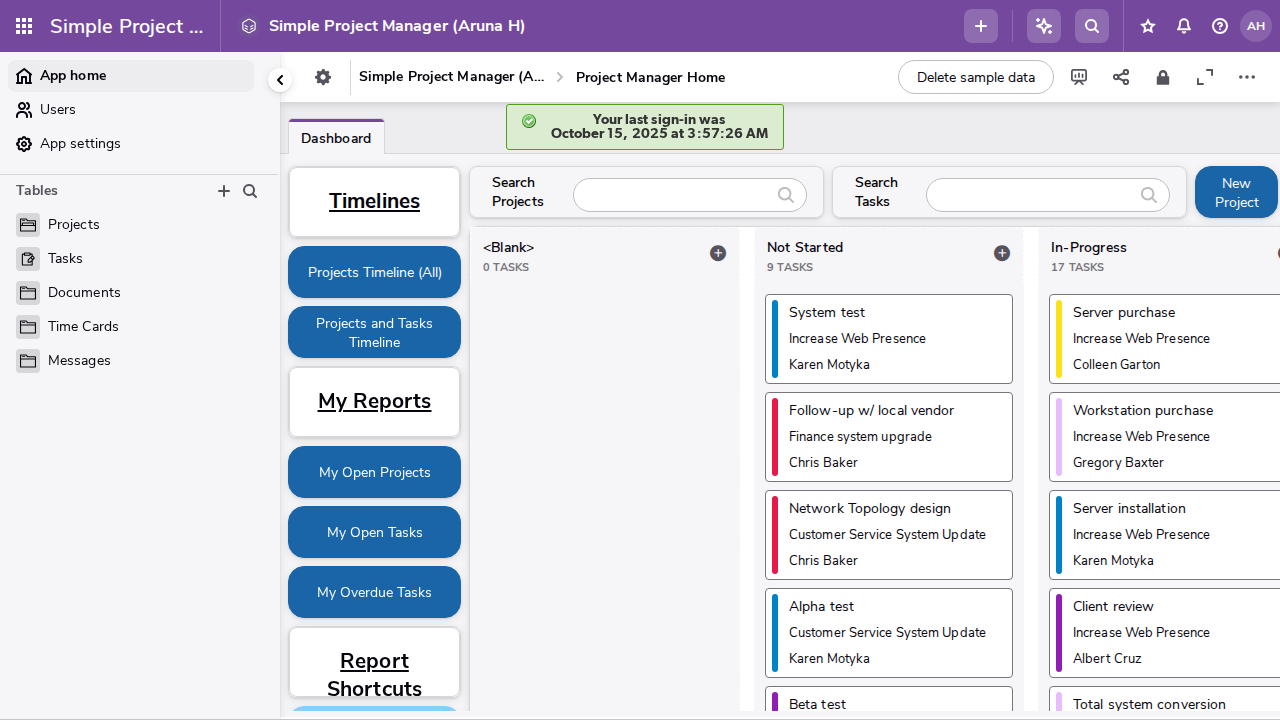 Simple Project ...
Simple Project Manager (Aruna H)
AH
App home
Users
App settings
Tables
Projects
Tasks
Documents
Time Cards
Messages
Simple Project Manager (A...
Project Manager Home
Delete sample data
Your last sign-in was
October 15, 2025 at 3:57:26 AM
Dashboard
Timelines
Projects Timeline (All)
Projects and Tasks
Timeline
My Reports
My Open Projects
My Open Tasks
My Overdue Tasks
Report
Shortcuts
Search
Projects
Search
Tasks
New
Project
<Blank>
0 TASKS
Not Started
9 TASKS
System test
Increase Web Presence
Karen Motyka
Follow-up w/ local vendor
Finance system upgrade
Chris Baker
Network Topology design
Customer Service System Update
Chris Baker
Alpha test
Customer Service System Update
Karen Motyka
Beta test
In-Progress
17 TASKS
Server purchase
Increase Web Presence
Colleen Garton
Workstation purchase
Increase Web Presence
Gregory Baxter
Server installation
Increase Web Presence
Karen Motyka
Client review
Increase Web Presence
Albert Cruz
Total system conversion